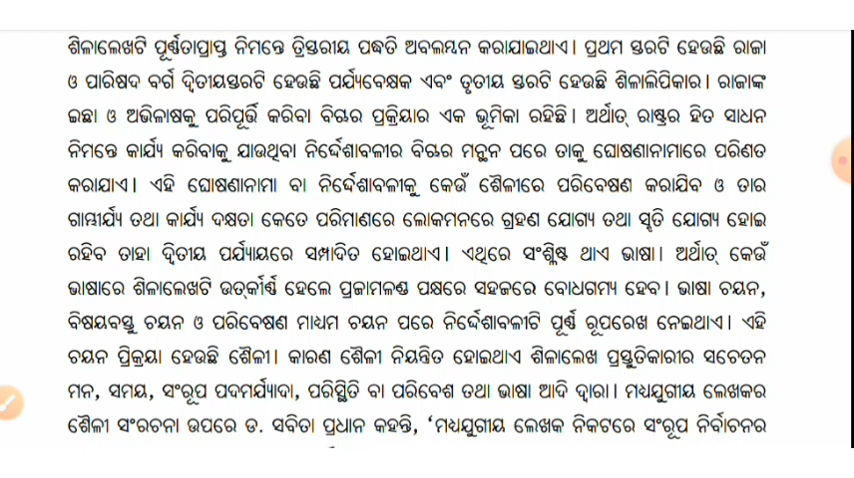 ଶିଳାଲେଖଟି ପୂର୍ଣ୍ଣତାପ୍ରାପ୍ତ ନିମନ୍ତେ ତ୍ରିସ୍ତରୀୟ ପଦ୍ଧତି ଅବଲମ୍ବନ କରାଯାଇଥାଏ। ପ୍ରଥମ ସ୍ତରଟି ହେଉଛି ରାଜା
ଓ ପାରିଷଦ ବର୍ଗ ଦ୍ୱିତୀୟସ୍ତରଟି ହେଉଛି ପର୍ଯ୍ୟବେକ୍ଷକ ଏବଂ ତୃତୀୟ ସ୍ତରଟି ହେଉଛି ଶିଳାଲିପିକାର। ରାଜାଙ୍କ
ଇଛା ଓ ଅଭିଳାଷକୁ ପରିପୂର୍ତ୍ତି କରିବା ବିଚ୍ଚର ପ୍ରକ୍ରିୟାର ଏକ ଭୂମିକା ରହିଛି। ଅର୍ଥାତ୍ ରାଷ୍ଟ୍ରର ହିତ ସାଧନ
ନିମନ୍ତେ କାର୍ଯ୍ୟ କରିବାକୁ ଯାଉଥିବା ନିର୍ଦ୍ଦେଶାବଳୀର ବିଚ୍ଚର ମନ୍ଥନ ପରେ ତାକୁ ଘୋଷଣାନାମାରେ ପରିଣତ
କରାଯାଏ। ଏହି ଘୋଷଣାନାମା ବା ନିର୍ଦ୍ଦେଶାବଳୀକୁ କେଉଁ ଶୈଳୀରେ ପରିବେଷଣ କରାଯିବ ଓ ତାର
ଗାମ୍ଭୀର୍ଯ୍ୟ ତଥା କାର୍ଯ୍ୟ ଦକ୍ଷତା କେତେ ପରିମାଣରେ ଲୋକମନରେ ଗ୍ରହଣ ଯୋଗ୍ୟ ତଥା ସ୍ମୃତି ଯୋଗ୍ୟ ହୋଇ
ରହିବ ତାହା ଦ୍ୱିତୀୟ ପର୍ଯ୍ୟାୟରେ ସମ୍ପାଦିତ ହୋଇଥାଏ। ଏଥିରେ ସଂଶ୍ଳିଷ୍ଟ ଥାଏ ଭାଷା। ଅର୍ଥାତ୍ କେଉଁ
ଭାଷାରେ ଶିଳାଲେଖଟି ଉତ୍କୀର୍ଣ୍ଣ ହେଲେ ପ୍ରଜାମଳଣ୍ଡ ପକ୍ଷରେ ସହଜରେ ବୋଧଗମ୍ୟ ହେବ। ଭାଷା ଚୟନ,
ବିଷୟବସ୍ତୁ ଚୟନ ଓ ପରିବେଷଣ ମାଧ୍ୟମ ଚୟନ ପରେ ନିର୍ଦ୍ଦେଶାବଳୀଟି ପୂର୍ଣ୍ଣ ରୂପରେଖ ନେଇଥାଏ। ଏହି
ଚୟନ ପ୍ରିକ୍ରୟା ହେଉଛି ଶୈଳୀ। କାରଣ ଶୈଳୀ ନିୟନ୍ତ୍ରିତ ହୋଇଥାଏ ଶିଳାଲେଖ ପ୍ରସ୍ତୁତିକାରୀର ସଚେତନ
ମନ, ସମୟ, ସଂରୂପ ପଦମର୍ଯ୍ୟାଦା, ପରିସ୍ଥିତି ବା ପରିବେଶ ତଥା ଭାଷା ଆଦି ଦ୍ୱାରା। ମଧ୍ୟଯୁଗୀୟ ଲେଖକର
ଶୈଳୀ ସଂରଚନା ଉପରେ ଡ. ସବିତା ପ୍ରଧାନ କହନ୍ତି, ‘ମଧ୍ୟଯୁଗୀୟ ଲେଖକ ନିକଟରେ ସଂରୂପ ନିର୍ବାଚନର